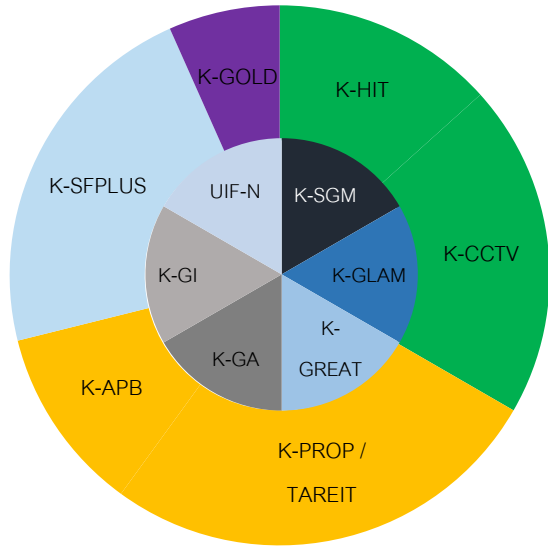 K-GOLD
K-HIT
K-SFPLUS
UIF-N
K-SGM
K-CCTV
K-GI
K-GLAM
K-
GREAT
K-GA
K-APB
K-PROP /
TAREIT